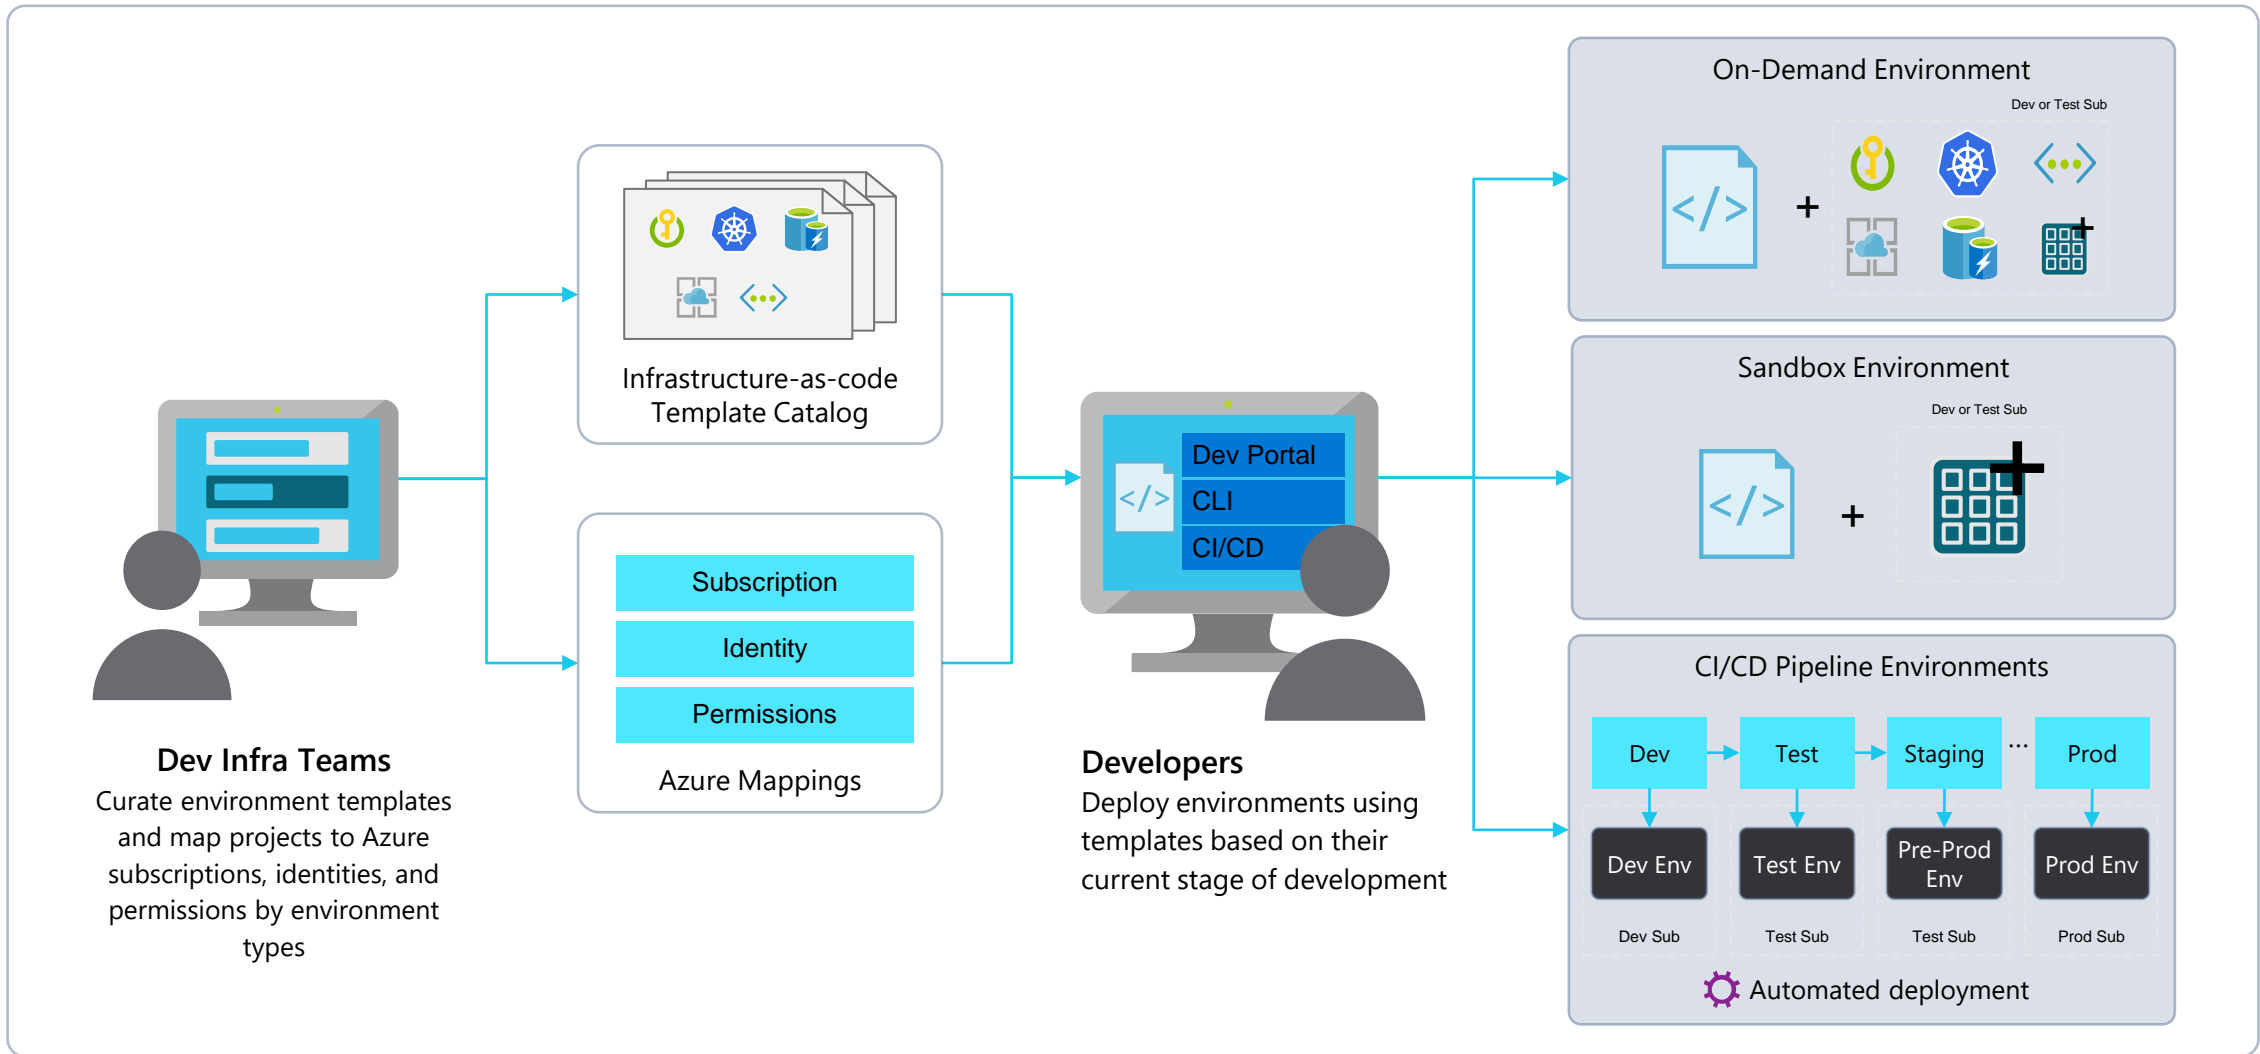 Infrastructure-as-code
Template Catalog
Subscription
Identity
Permissions
Azure Mappings
Dev Infra Teams
Curate environment templates
and map projects to Azure
subscriptions, identities, and
permissions by environment
types
</>
Dev Portal
CLI
CI/CD
Developers
Deploy environments using
templates based on their
current stage of development
On-Demand Environment
Dev or Test Sub
</>
+
Sandbox Environment
Dev or Test Sub
</>
+
CI/CD Pipeline Environments
Dev
Test
Staging
...
Prod
Dev Env
Test Env
Pre-Prod
Env
Prod Env
Dev Sub
Test Sub
Test Sub
Prod Sub
Automated deployment